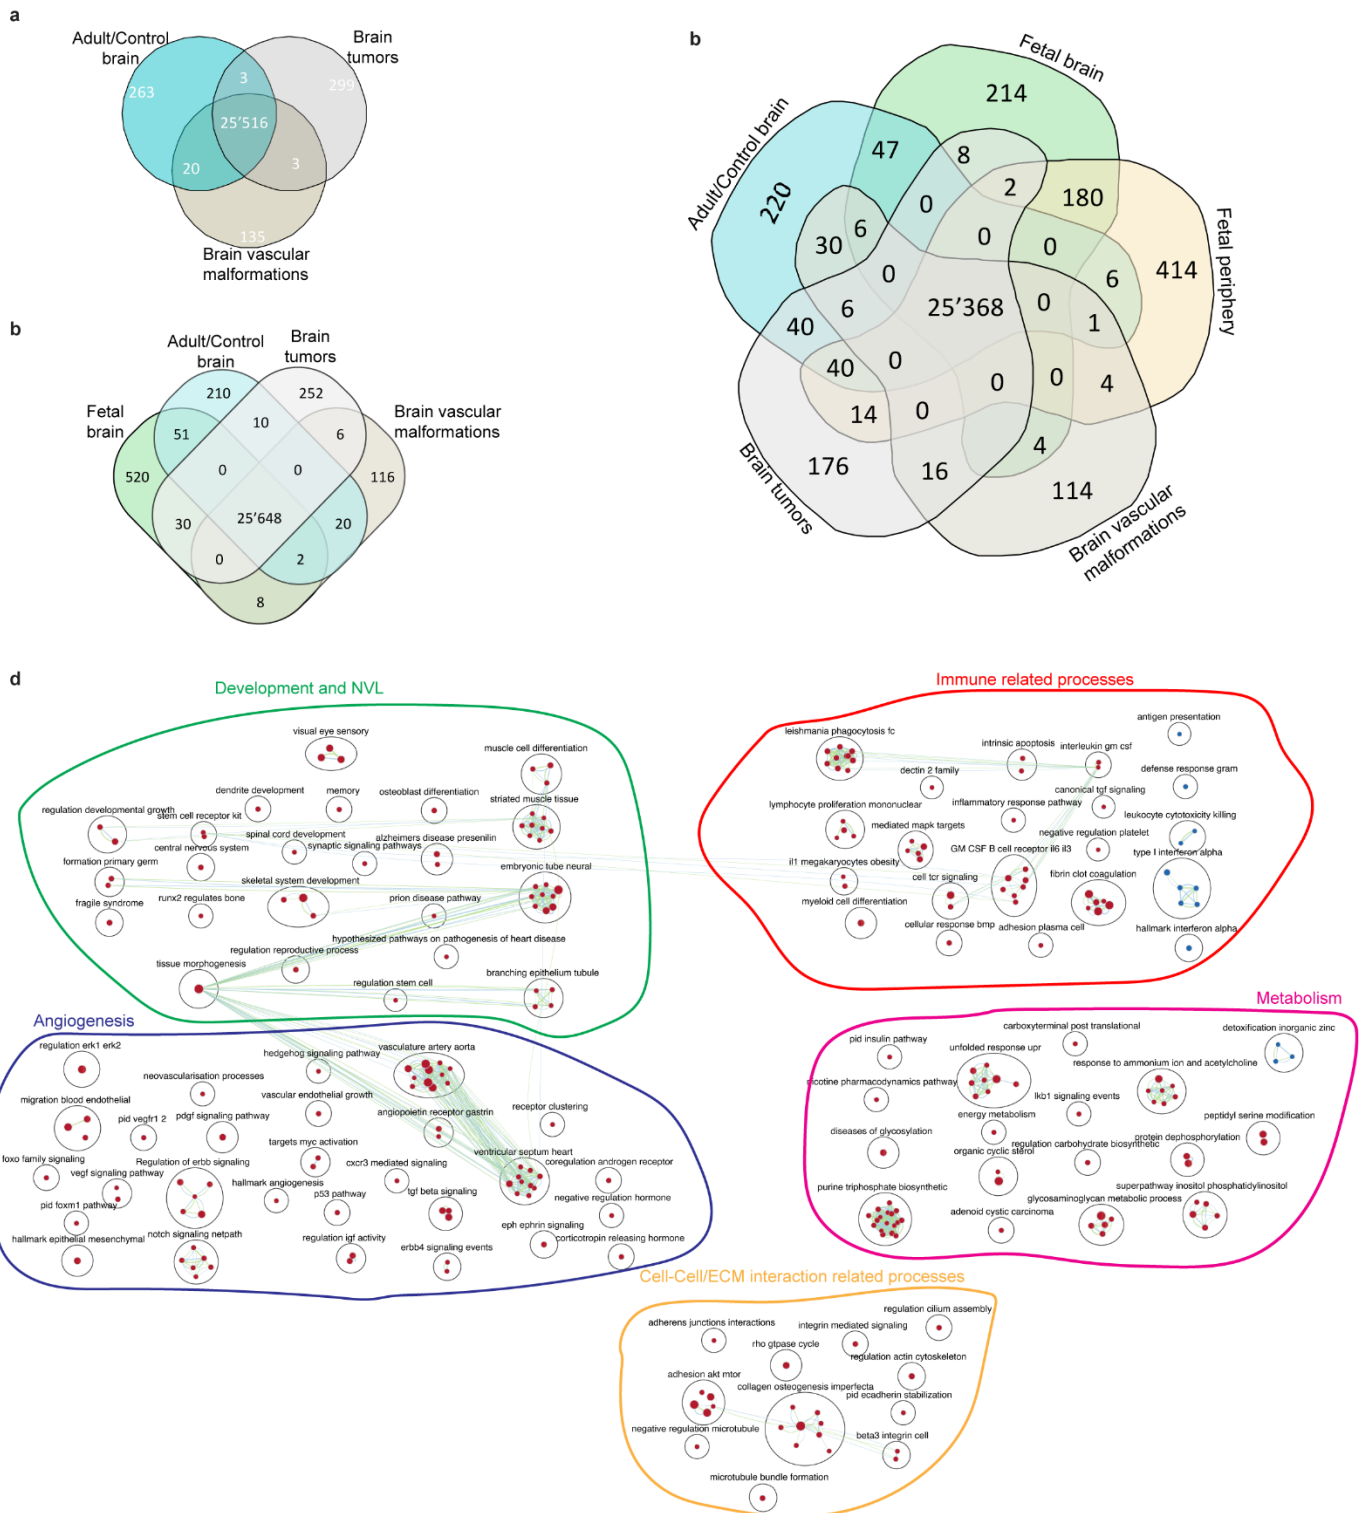 a
Adult/Control
brain
Brain
tumors
263
3
299
25’516
20
3
135
Brain vascular
malformations
b
Adult/Control
brain
Brain
tumors
Fetal
brain
Brain vascular
malformations
210
252
51
10
6
520
0
0
116
30
25’648
20
0
2
8
b
Fetal brain
Adult/Control brain
Fetal periphery
Brain tumors
Brain vascular
malformations
214
47
8
2
180
220
0
30
6
0
0
6
414
0
6
25’368
0
1
40
40
0
0
0
4
14
0
4
176
16
114
d
Development and NVL
visual eye sensory
muscle cell differentiation
dendrite development
memory
osteoblast differentiation
striated muscle tissue
regulation developmental growth
stem cell receptor kit
spinal cord development
alzheimers disease presenilin
central nervous system
synaptic signaling pathways
formation primary germ
skeletal system development
embryonic tube neural
fragile syndrome
runx2 regulates bone
prion disease pathway
hypothesized pathways on pathogenesis of heart disease
regulation reproductive process
tissue morphogenesis
branching epithelium tubule
regulation stem cell
Immune related processes
antigen presentation
leishmania phagocytosis fc
intrinsic apoptosis
interleukin gm csf
dectin 2 family
defense response gram
canonical tgf signaling
lymphocyte proliferation mononuclear
inflammatory response pathway
leukocyte cytotoxicity killing
mediated mapk targets
negative regulation platelet
GM CSF B cell receptor il6 il3
type I interferon alpha
il11 megakaryocytes obesity
cell tcr signaling
fibrin clot coagulation
myeloid cell differentiation
cellular response bmp
adhesion plasma cell
hallmark interferon alpha
Angiogenesis
regulation erk1 erk2
hedgehog signaling pathway
vasculature artery aorta
neovascularisation processes
migration blood endothelial
vascular endothelial growth
pid vegfr1 2
pdgf signaling pathway
angiopoietin receptor gastrin
receptor clustering
targets myc activation
foxo family signaling
Regulation of erbb signaling
cxcr3 mediated signaling
ventricular septum heart
coregulation androgen receptor
vegf signaling pathway
hallmark angiogenesis
p53 pathway
tgf beta signaling
negative regulation hormone
pid foxm1 pathway
hallmark epithelial mesenchymal
notch signaling netpath
regulation igf activity
erbb4 signaling events
eph ephrin signaling
corticotropin releasing hormone
Metabolism
carboxyterminal post translational
detoxification inorganic zinc
pid insulin pathway
unfolded response upr
response to ammonium ion and acetylcholine
nicotine pharmacodynamics pathway
lkb1 signaling events
energy metabolism
peptidyl serine modification
diseases of glycosylation
regulation carbohydrate biosynthetic
protein dephosphorylation
organic cyclic sterol
purine triphosphate biosynthetic
superpathway inositol phosphatidylinositol
adenoid cystic carcinoma
glycosaminoglycan metabolic process
Cell-Cell/ECM interaction related processes
regulation cilium assembly
adherens junctions interactions
integrin mediated signaling
rho gtpase cycle
regulation actin cytoskeleton
adhesion akt mtor
collagen osteogenesis imperfecta
pid ecadherin stabilization
negative regulation microtubule
beta3 integrin cell
microtubule bundle formation